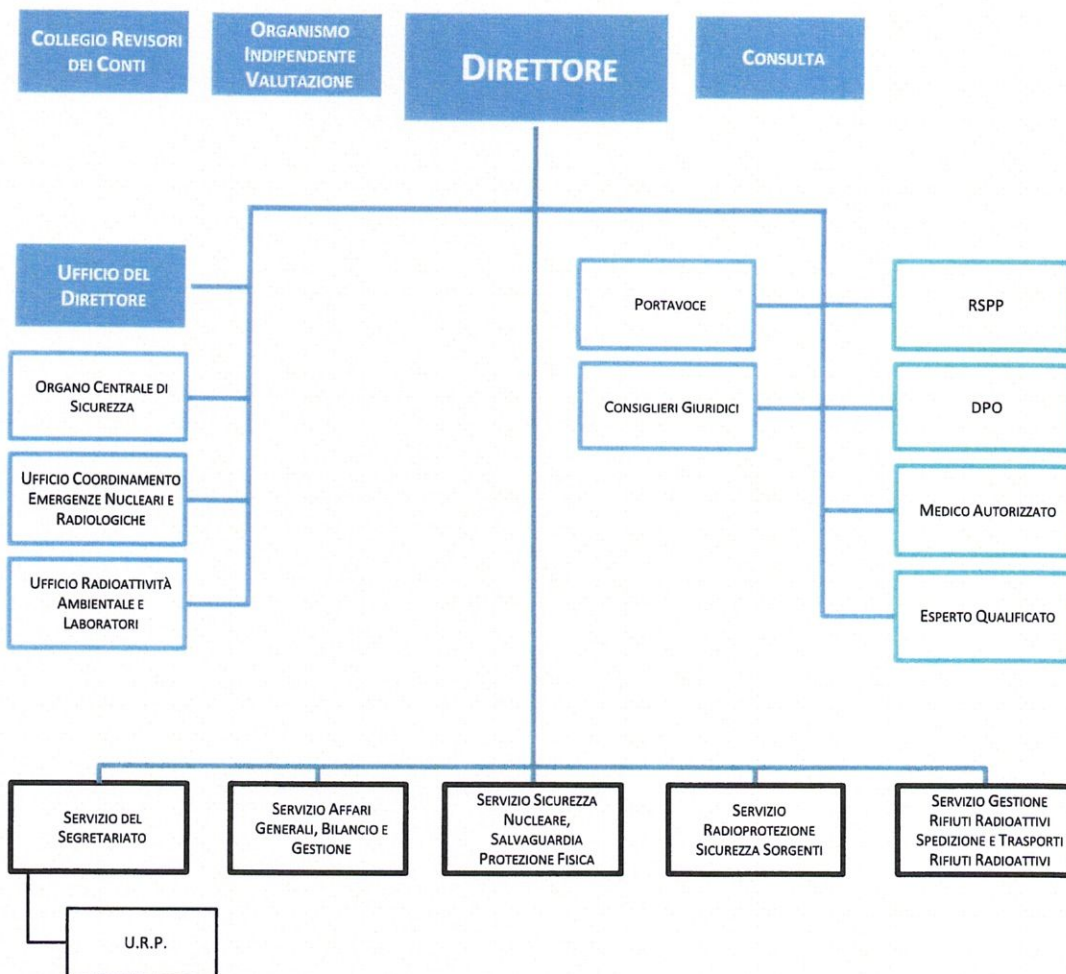 COLLEGIO REVISORI
DEI CONTI
ORGANISMO
INDIPENDENTE
VALUTAZIONE
DIRETTORE
CONSULTA
UFFICIO DEL
DIRETTORE
ORGANO CENTRALE DI
SICUREZZA
UFFICIO COORDINAMENTO
EMERGENZE NUCLEARI E
RADIOLOGICHE
UFFICIO RADIOATTIVITÀ
AMBIENTALE E
LABORATORI
PORTAVOCE
CONSIGLIERI GIURIDICI
RSPP
DPO
MEDICO AUTORIZZATO
ESPERTO QUALIFICATO
SERVIZIO DEL
SEGRETARIATO
SERVIZIO AFFARI
GENERALI, BILANCIO E
GESTIONE
SERVIZIO SICUREZZA
NUCLEARE,
SALVAGUARDIA
PROTEZIONE FISICA
SERVIZIO
RADIOPROTEZIONE
SICUREZZA SORGENTI
SERVIZIO GESTIONE
RIFIUTI RADIOATTIVI
SPEDIZIONE E TRASPORTI
RIFIUTI RADIOATTIVI
U.R.P.